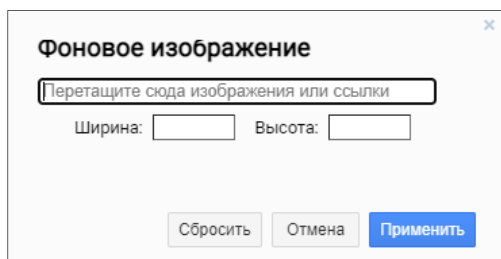 ×
Фоновое изображение
Перетащите сюда изображения или ссылки
Ширина: Высота:
Сбросить Отмена Применить